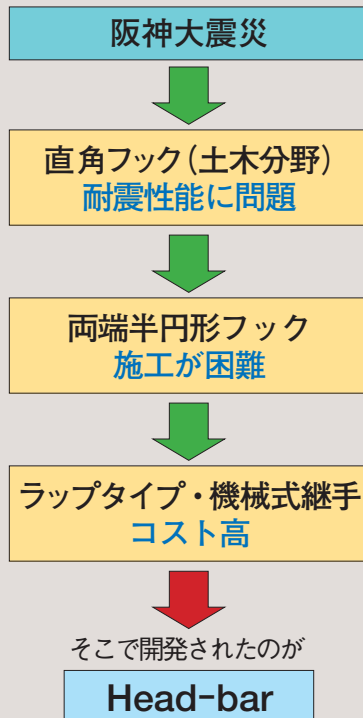 阪神大震災
直角フック（土木分野）
耐震性能に問題
両端半円形フック
施工が困難
ラップタイプ・機械式継手
コスト高
そこで開発されたのが
Head-bar